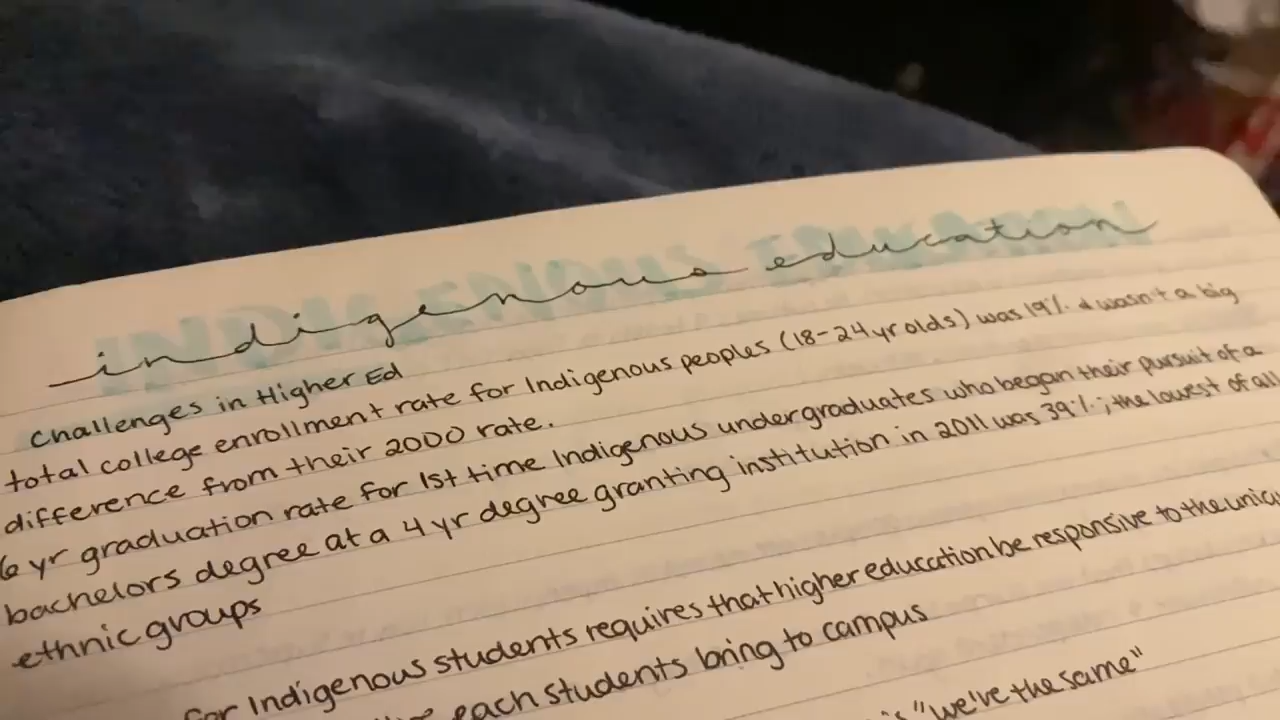 indigenous education
Challenges in Higher Ed
total college enrollment rate for Indigenous peoples (18-24 yr olds) was 19% & wasn't a big
difference from their 2000 rate.
6 yr graduation rate for 1st time Indigenous undergraduates who began their pursuit of a
bachelors degree at a 4 yr degree granting institution in 2011 was 39%; the lowest of all
ethnic groups
for Indigenous students requires that higher education be responsive to the
each students bring to campus
"we've the same"